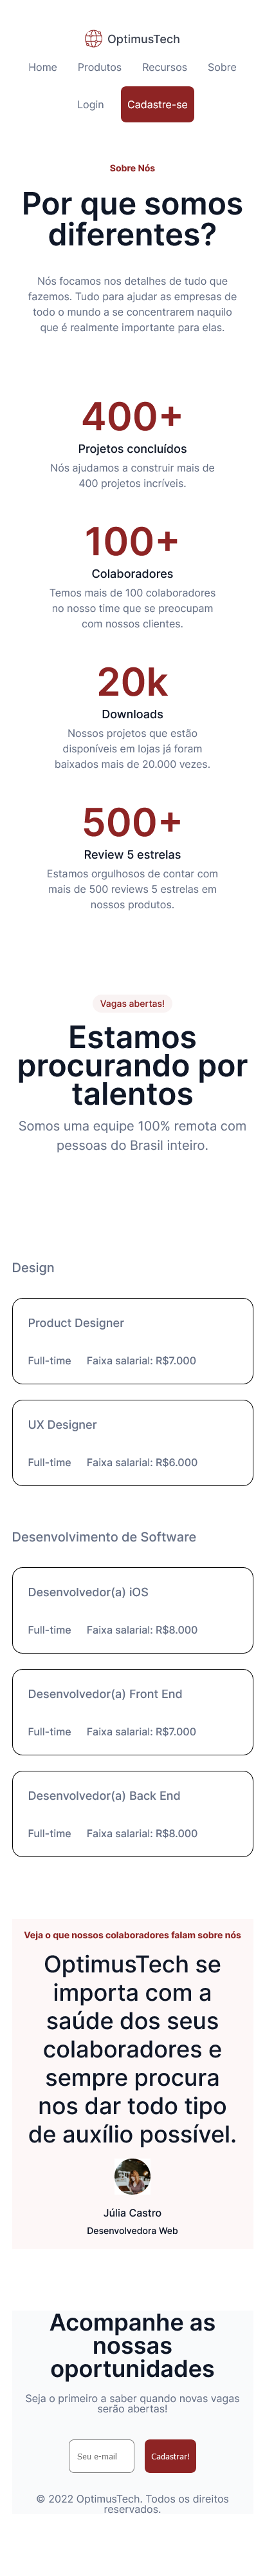 OptimusTech
Home Produtos Recursos Sobre
Login Cadastre-se
Sobre Nós
Por que somos
diferentes?
Nós focamos nos detalhes de tudo que
fazemos. Tudo para ajudar as empresas de
todo o mundo a se concentrarem naquilo
que é realmente importante para elas.
400+
Projetos concluídos
Nós ajudamos a construir mais de
400 projetos incríveis.
100+
Colaboradores
Temos mais de 100 colaboradores
no nosso time que se preocupam
com nossos clientes.
20k
Downloads
Nossos projetos que estão
disponíveis em lojas já foram
baixados mais de 20.000 vezes.
500+
Review 5 estrelas
Estamos orgulhosos de contar com
mais de 500 reviews 5 estrelas em
nossos produtos.
Vagas abertas!
Estamos
procurando por
talentos
Somos uma equipe 100% remota com
pessoas do Brasil inteiro.
Design
Product Designer
Full-time Faixa salarial: R$7.000
UX Designer
Full-time Faixa salarial: R$6.000
Desenvolvimento de Software
Desenvolvedor(a) iOS
Full-time Faixa salarial: R$8.000
Desenvolvedor(a) Front End
Full-time Faixa salarial: R$7.000
Desenvolvedor(a) Back End
Full-time Faixa salarial: R$8.000
Veja o que nossos colaboradores falam sobre nós
OptimusTech se
importa com a
saúde dos seus
colaboradores e
sempre procura
nos dar todo tipo
de auxílio possível.
Júlia Castro
Desenvolvedora Web
Acompanhe as
nossas
oportunidades
Seja o primeiro a saber quando novas vagas
serão abertas!
Seu e-mail Cadastrar!
© 2022 OptimusTech. Todos os direitos
reservados.